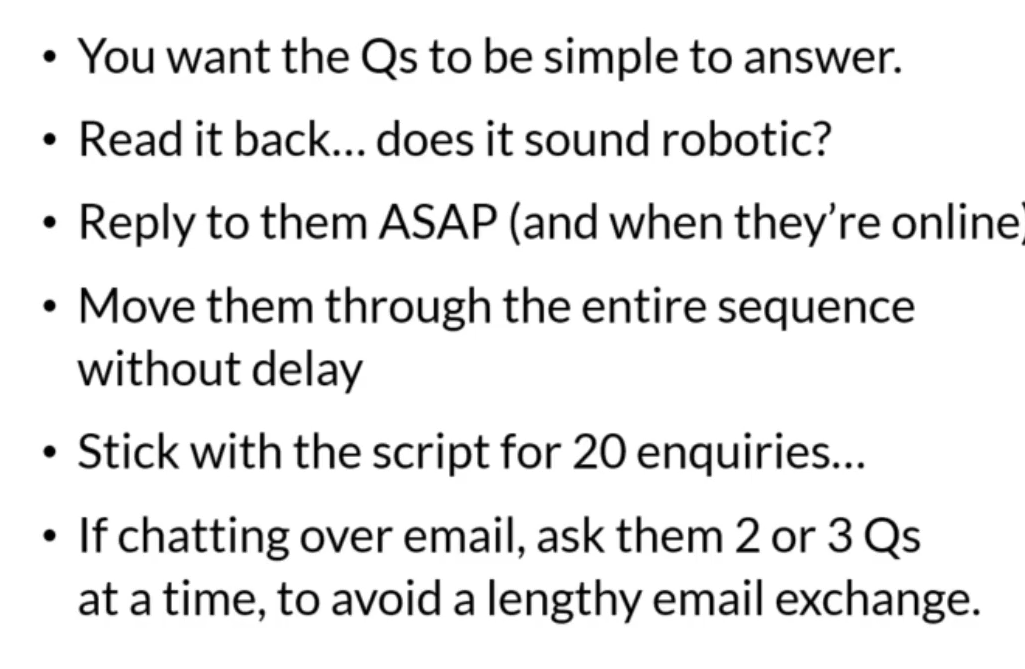 • You want the Qs to be simple to answer.
• Read it back... does it sound robotic?
• Reply to them ASAP (and when they’re online)
• Move them through the entire sequence
without delay
• Stick with the script for 20 enquiries...
• If chatting over email, ask them 2 or 3 Qs
at a time, to avoid a lengthy email exchange.